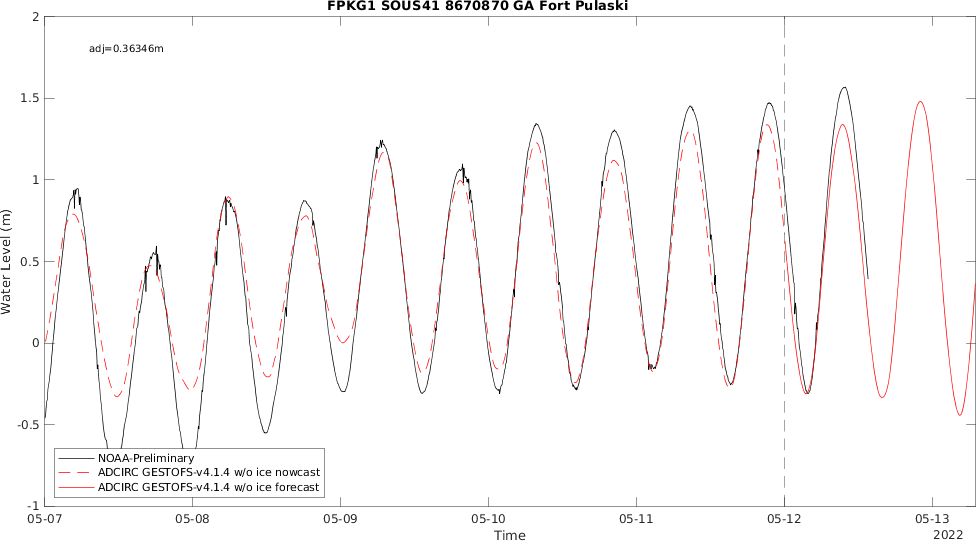 FPKG1 SOUS41 8670870 GA Fort Pulaski
2
adj=0.36346m
1.5
1
0.5
0
-0.5
-1
Water Level (m)
NOAA-Preliminary
ADCIRC GESTOFS-v4.1.4 w/o ice nowcast
ADCIRC GESTOFS-v4.1.4 w/o ice forecast
05-07 05-08 05-09 05-10 05-11 05-12 05-13
Time
2022